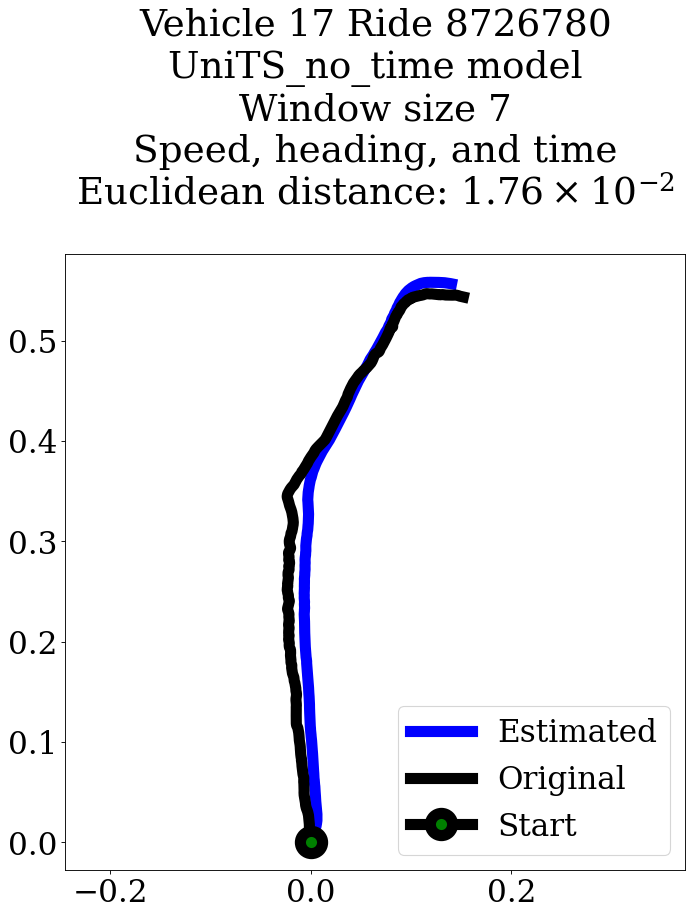 Vehicle 17 Ride 8726780
UniTS_no_time model
Window size 7
Speed, heading, and time
Euclidean distance: 1.76 × 10⁻²
0.5
0.4
0.3
0.2
0.1
0.0
Estimated
Original
Start
−0.2 0.0 0.2